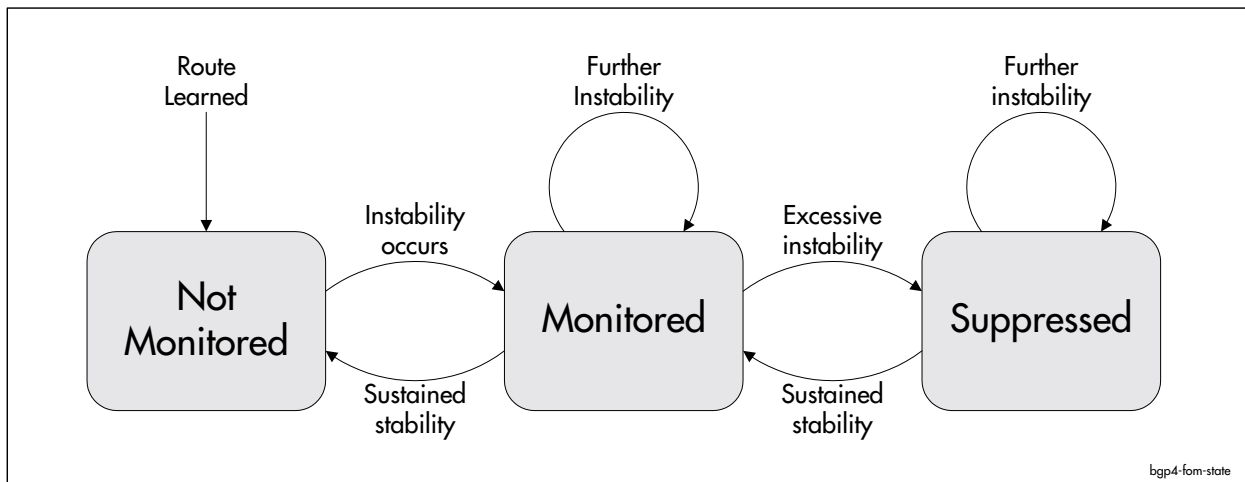 Route
Learned
Further
Instability
Further
instability
Instability
occurs
Excessive
instability
Not
Monitored
Monitored
Suppressed
Sustained
stability
Sustained
stability
bgp4-fom-state